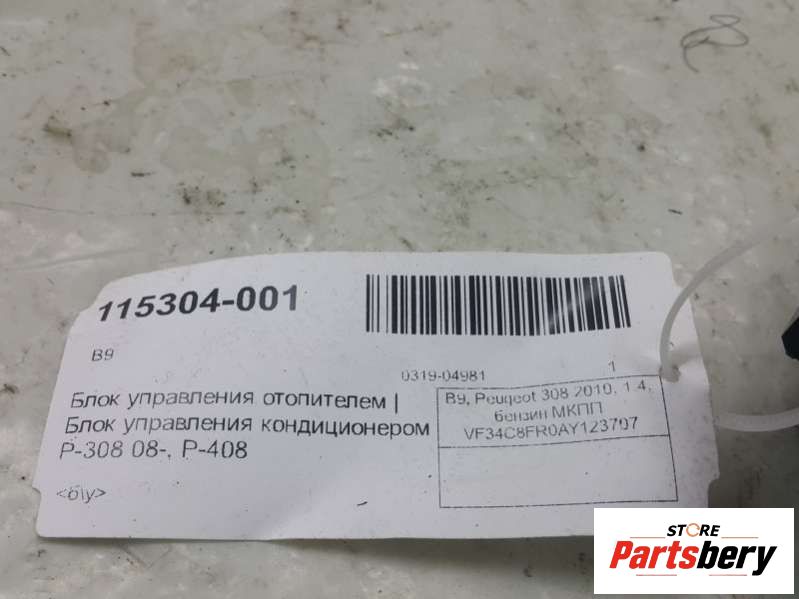 115304-001
B9
0319-04981 1
Блок управления отопителем |
Блок управления кондиционером
P-308 08-, P-408
<б/у>
B9, Peugeot 308 2010, 1.4,
бензин МКПП
VF34C8FR0AY123707
STORE
Partsbery